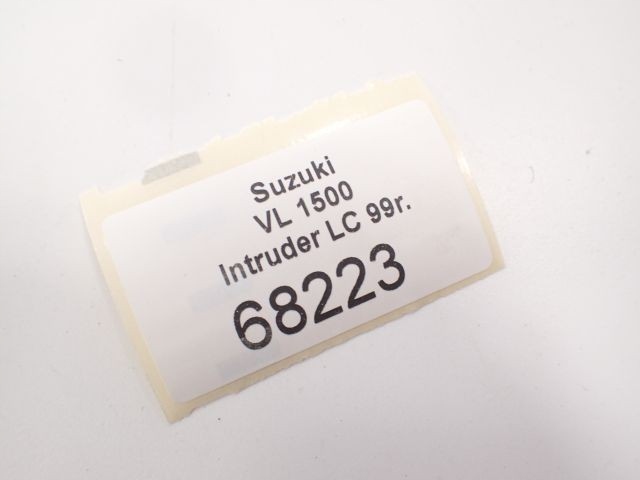 Suzuki
VL 1500
Intruder LC 99r.
68223